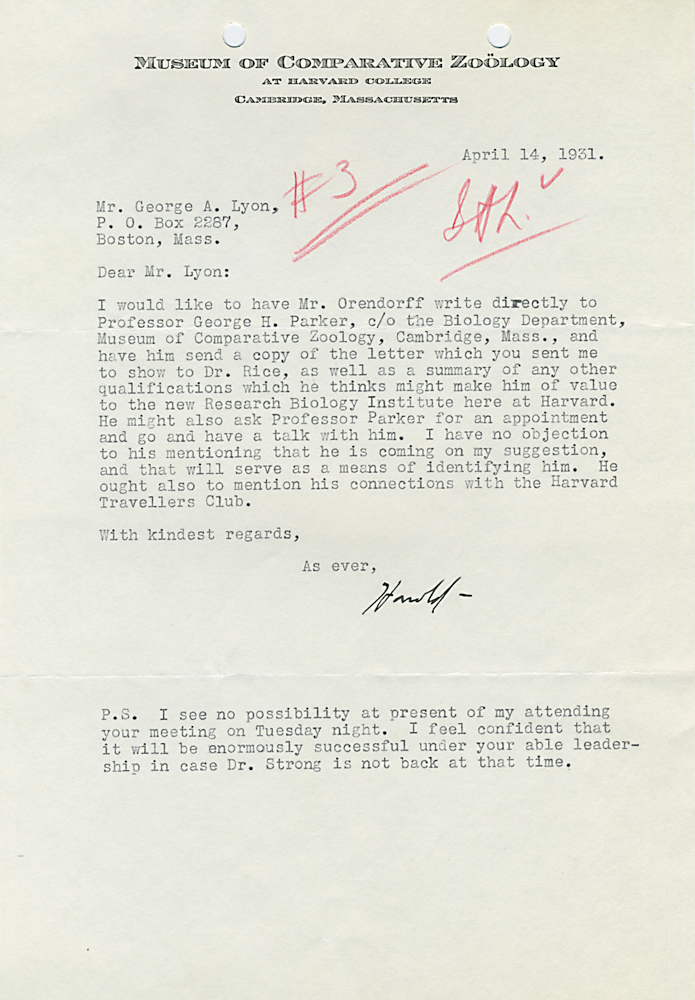 MUSEUM OF COMPARATIVE ZOÖLOGY
AT HARVARD COLLEGE
CAMBRIDGE, MASSACHUSETTS
April 14, 1931.
# 3
Mr. George A. Lyon,
P. O. Box 2287,
Boston, Mass.
Dear Mr. Lyon:
I would like to have Mr. Orendorff write directly to
Professor George H. Parker, c/o the Biology Department,
Museum of Comparative Zoology, Cambridge, Mass., and
have him send a copy of the letter which you sent me
to show to Dr. Rice, as well as a summary of any other
qualifications which he thinks might make him of value
to the new Research Biology Institute here at Harvard.
He might also ask Professor Parker for an appointment
and go and have a talk with him.  I have no objection
to his mentioning that he is coming on my suggestion,
and that will serve as a means of identifying him.  He
ought also to mention his connections with the Harvard
Travellers Club.
With kindest regards,
As ever,
Harold -
P.S.  I see no possibility at present of my attending
your meeting on Tuesday night.  I feel confident that
it will be enormously successful under your able leader-
ship in case Dr. Strong is not back at that time.